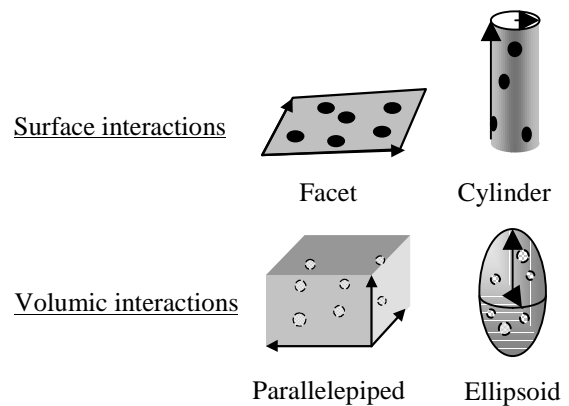 Surface interactions
Facet
Cylinder
Volumic interactions
Parallelepiped
Ellipsoid